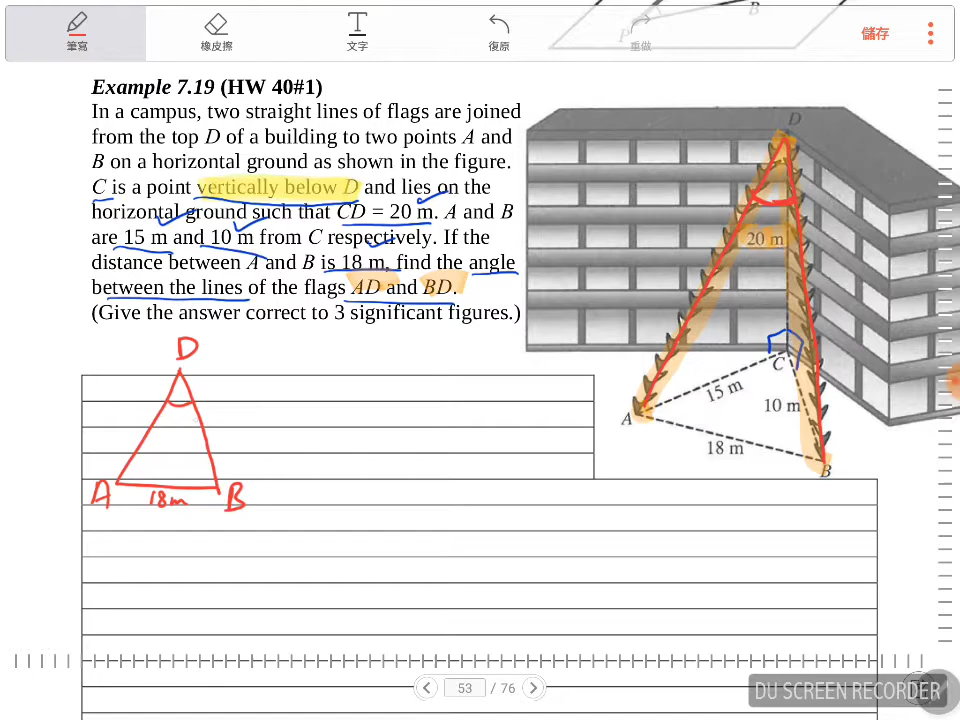 筆寫 橡皮擦 文字 復原 重做 儲存
P B
Example 7.19 (HW 40#1)
In a campus, two straight lines of flags are joined
from the top D of a building to two points A and
B on a horizontal ground as shown in the figure.
C is a point vertically below D and lies on the
horizontal ground such that CD = 20 m. A and B
are 15 m and 10 m from C respectively. If the
distance between A and B is 18 m, find the angle
between the lines of the flags AD and BD.
(Give the answer correct to 3 significant figures.)
D
20 m
C
15 m
10 m
A
18 m
B
D
A 18m B
53 / 76
DU SCREEN RECORDER